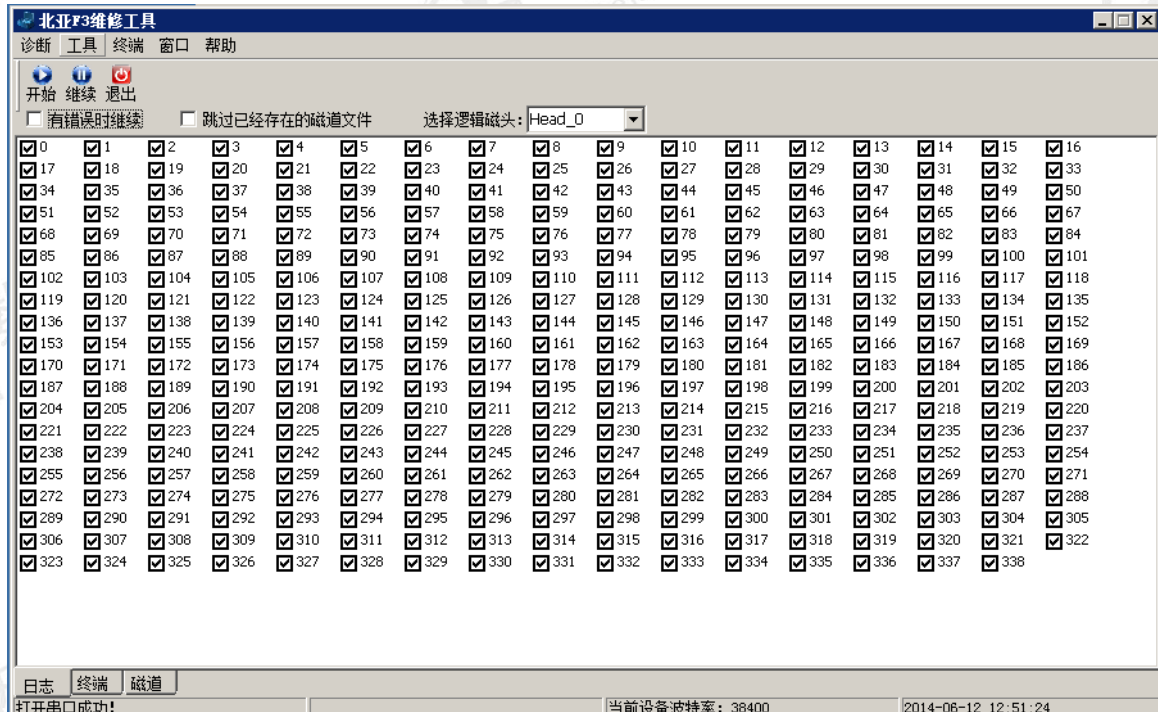 北亚F3维修工具
诊断 工具 终端 窗口 帮助
开始 继续 退出
有错误时继续 跳过已经存在的磁道文件 选择逻辑磁头: Head_0
0 1 2 3 4 5 6 7 8 9 10 11 12 13 14 15 16
17 18 19 20 21 22 23 24 25 26 27 28 29 30 31 32 33
34 35 36 37 38 39 40 41 42 43 44 45 46 47 48 49 50
51 52 53 54 55 56 57 58 59 60 61 62 63 64 65 66 67
68 69 70 71 72 73 74 75 76 77 78 79 80 81 82 83 84
85 86 87 88 89 90 91 92 93 94 95 96 97 98 99 100 101
102 103 104 105 106 107 108 109 110 111 112 113 114 115 116 117 118
119 120 121 122 123 124 125 126 127 128 129 130 131 132 133 134 135
136 137 138 139 140 141 142 143 144 145 146 147 148 149 150 151 152
153 154 155 156 157 158 159 160 161 162 163 164 165 166 167 168 169
170 171 172 173 174 175 176 177 178 179 180 181 182 183 184 185 186
187 188 189 190 191 192 193 194 195 196 197 198 199 200 201 202 203
204 205 206 207 208 209 210 211 212 213 214 215 216 217 218 219 220
221 222 223 224 225 226 227 228 229 230 231 232 233 234 235 236 237
238 239 240 241 242 243 244 245 246 247 248 249 250 251 252 253 254
255 256 257 258 259 260 261 262 263 264 265 266 267 268 269 270 271
272 273 274 275 276 277 278 279 280 281 282 283 284 285 286 287 288
289 290 291 292 293 294 295 296 297 298 299 300 301 302 303 304 305
306 307 308 309 310 311 312 313 314 315 316 317 318 319 320 321 322
323 324 325 326 327 328 329 330 331 332 333 334 335 336 337 338
日志 终端 磁道
打开串口成功! 当前设备波特率: 38400 2014-06-12 12:51:24